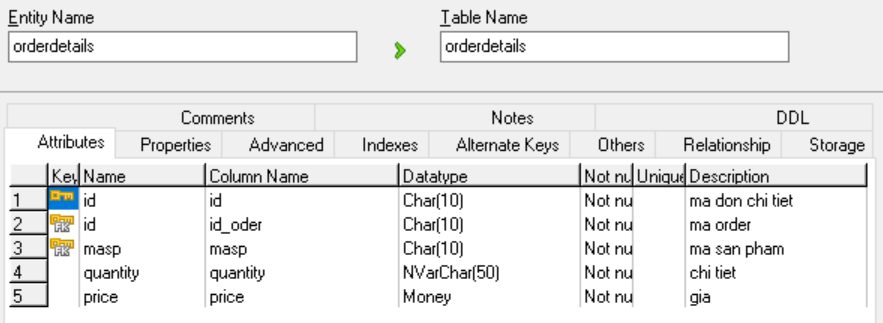 Entity Name Table Name
orderdetails orderdetails
Comments Notes DDL
Attributes Properties Advanced Indexes Alternate Keys Others Relationship Storage
Key Name Column Name Datatype Not nu Unique Description
1 id id Char(10) Not nu ma don chi tiet
2 FK id id_oder Char(10) Not nu ma order
3 FK masp masp Char(10) Not nu ma san pham
4 quantity quantity NVarChar(50) Not nu chi tiet
5 price price Money Not nu gia